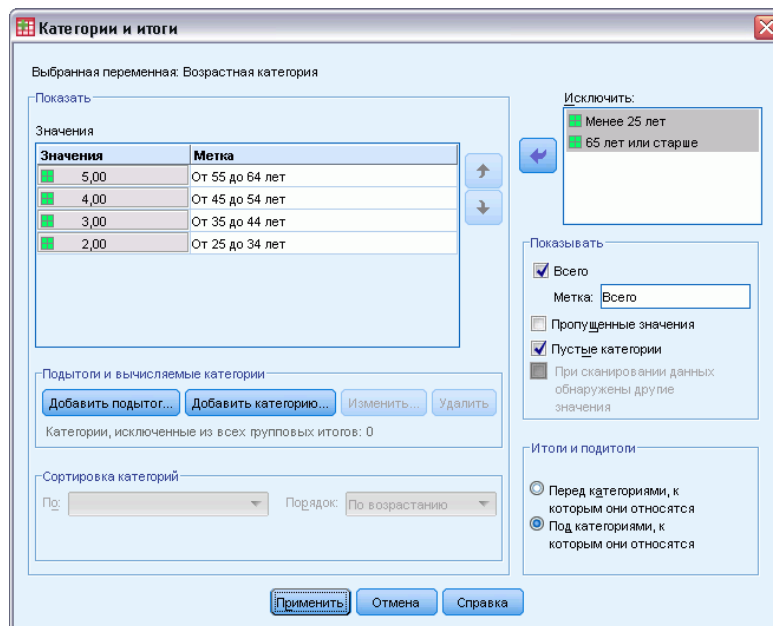 Категории и итоги
Выбранная переменная: Возрастная категория
Показать
Значения
Значения Метка
5,00 От 55 до 64 лет
4,00 От 45 до 54 лет
3,00 От 35 до 44 лет
2,00 От 25 до 34 лет
Подытоги и вычисляемые категории
Добавить подытог... Добавить категорию... Изменить... Удалить
Категории, исключенные из всех групповых итогов: 0
Сортировка категорий
По: Порядок: По возрастанию
Исключить:
Менее 25 лет
65 лет или старше
Показывать
Всего
Метка: Всего
Пропущенные значения
Пустые категории
При сканировании данных
обнаружены другие
значения
Итоги и подитоги
Перед категориями, к
которым они относятся
Под категориями, к
которым они относятся
Применить Отмена Справка